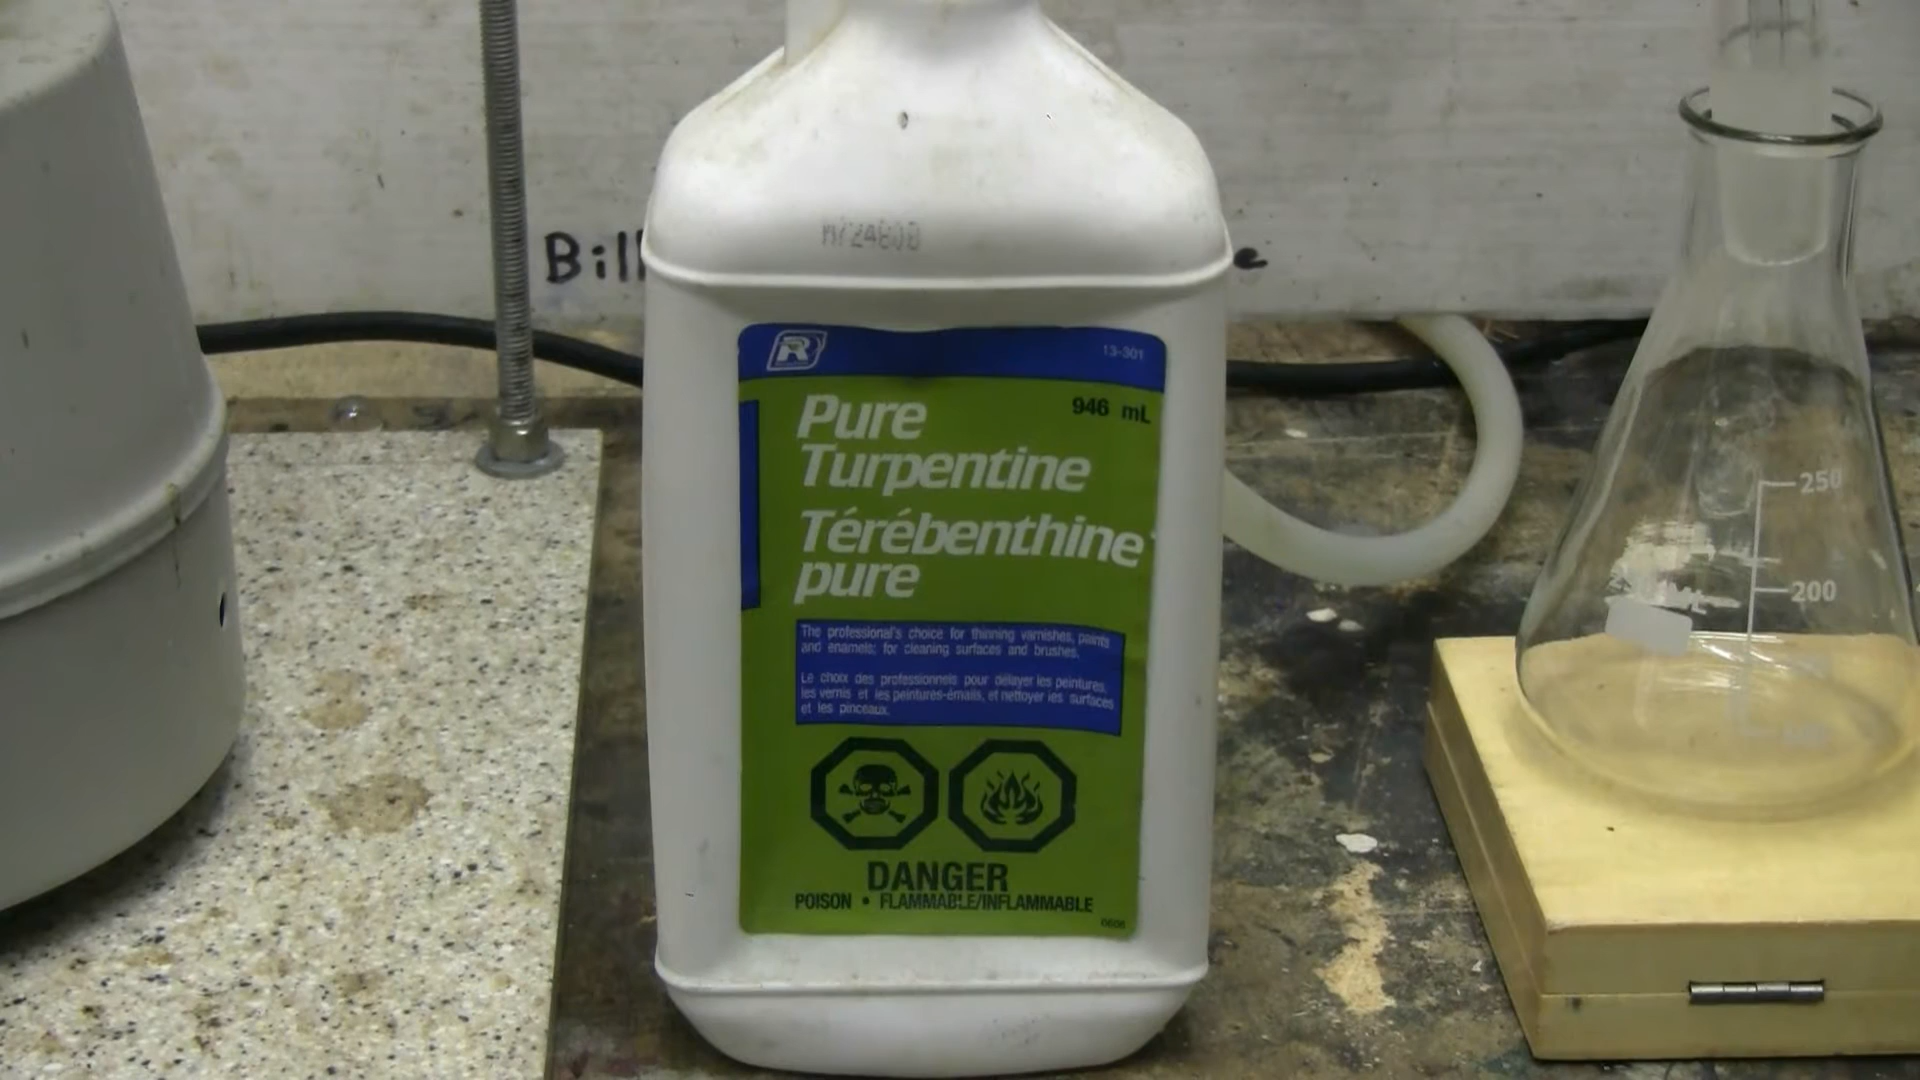 Bill
e
R
13-301
946 mL
Pure
Turpentine
Térébenthine
pure
The professional's choice for thinning varnishes, paints
and enamels; for cleaning surfaces and brushes.
Le choix des professionnels pour délayer les peintures,
les vernis et les peintures-émails, et nettoyer les surfaces
et les pinceaux.
DANGER
POISON • FLAMMABLE/INFLAMMABLE
250
200